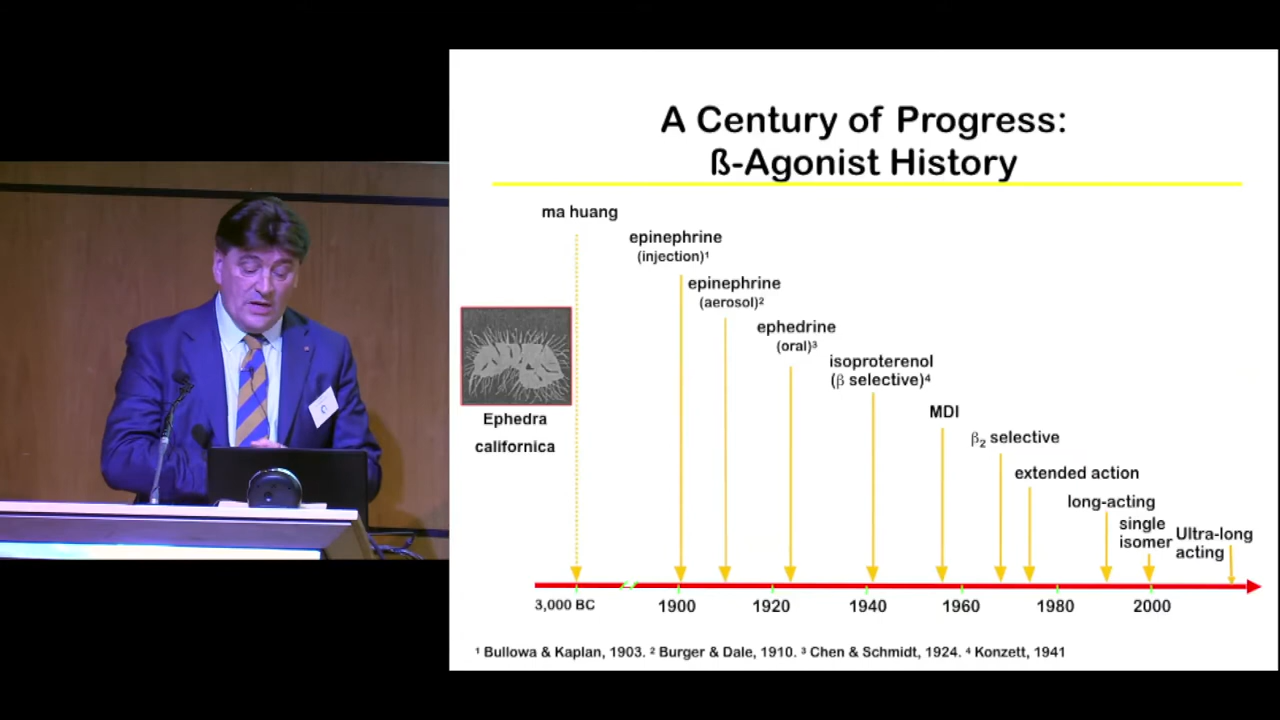 A Century of Progress:
ß-Agonist History
ma huang
epinephrine
(injection)¹
epinephrine
(aerosol)²
ephedrine
(oral)³
isoproterenol
(β selective)⁴
MDI
β₂ selective
extended action
long-acting
single
isomer
Ultra-long
acting
Ephedra
californica
3,000 BC
1900
1920
1940
1960
1980
2000
¹ Bullowa & Kaplan, 1903. ² Burger & Dale, 1910. ³ Chen & Schmidt, 1924. ⁴ Konzett, 1941